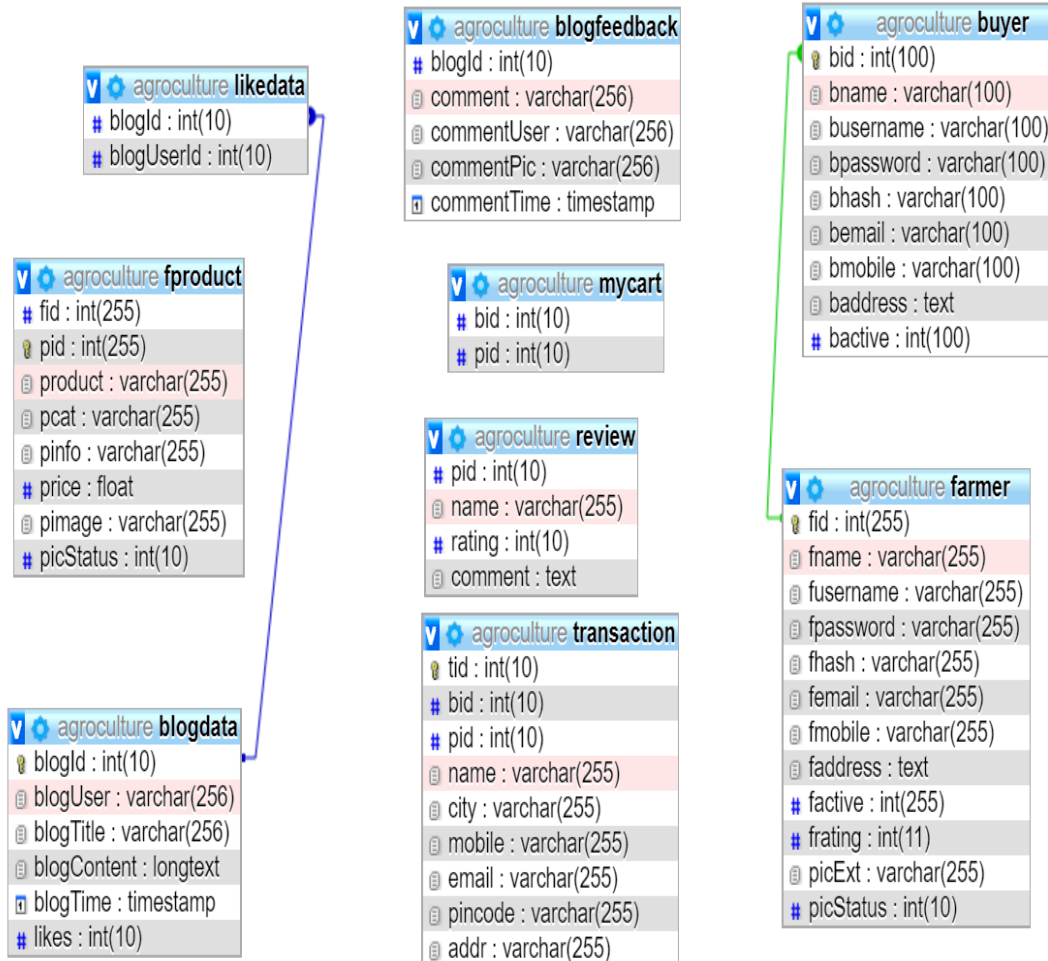 agroculture likedata
blogId : int(10)
blogUserId : int(10)
agroculture fproduct
fid : int(255)
pid : int(255)
product : varchar(255)
pcat : varchar(255)
pinfo : varchar(255)
price : float
pimage : varchar(255)
picStatus : int(10)
agroculture blogdata
blogId : int(10)
blogUser : varchar(256)
blogTitle : varchar(256)
blogContent : longtext
blogTime : timestamp
likes : int(10)
agroculture blogfeedback
blogId : int(10)
comment : varchar(256)
commentUser : varchar(256)
commentPic : varchar(256)
commentTime : timestamp
agroculture mycart
bid : int(10)
pid : int(10)
agroculture review
pid : int(10)
name : varchar(255)
rating : int(10)
comment : text
agroculture transaction
tid : int(10)
bid : int(10)
pid : int(10)
name : varchar(255)
city : varchar(255)
mobile : varchar(255)
email : varchar(255)
pincode : varchar(255)
addr : varchar(255)
agroculture buyer
bid : int(100)
bname : varchar(100)
busername : varchar(100)
bpassword : varchar(100)
bhash : varchar(100)
bemail : varchar(100)
bmobile : varchar(100)
baddress : text
bactive : int(100)
agroculture farmer
fid : int(255)
fname : varchar(255)
fusername : varchar(255)
fpassword : varchar(255)
fhash : varchar(255)
femail : varchar(255)
fmobile : varchar(255)
faddress : text
factive : int(255)
frating : int(11)
picExt : varchar(255)
picStatus : int(10)